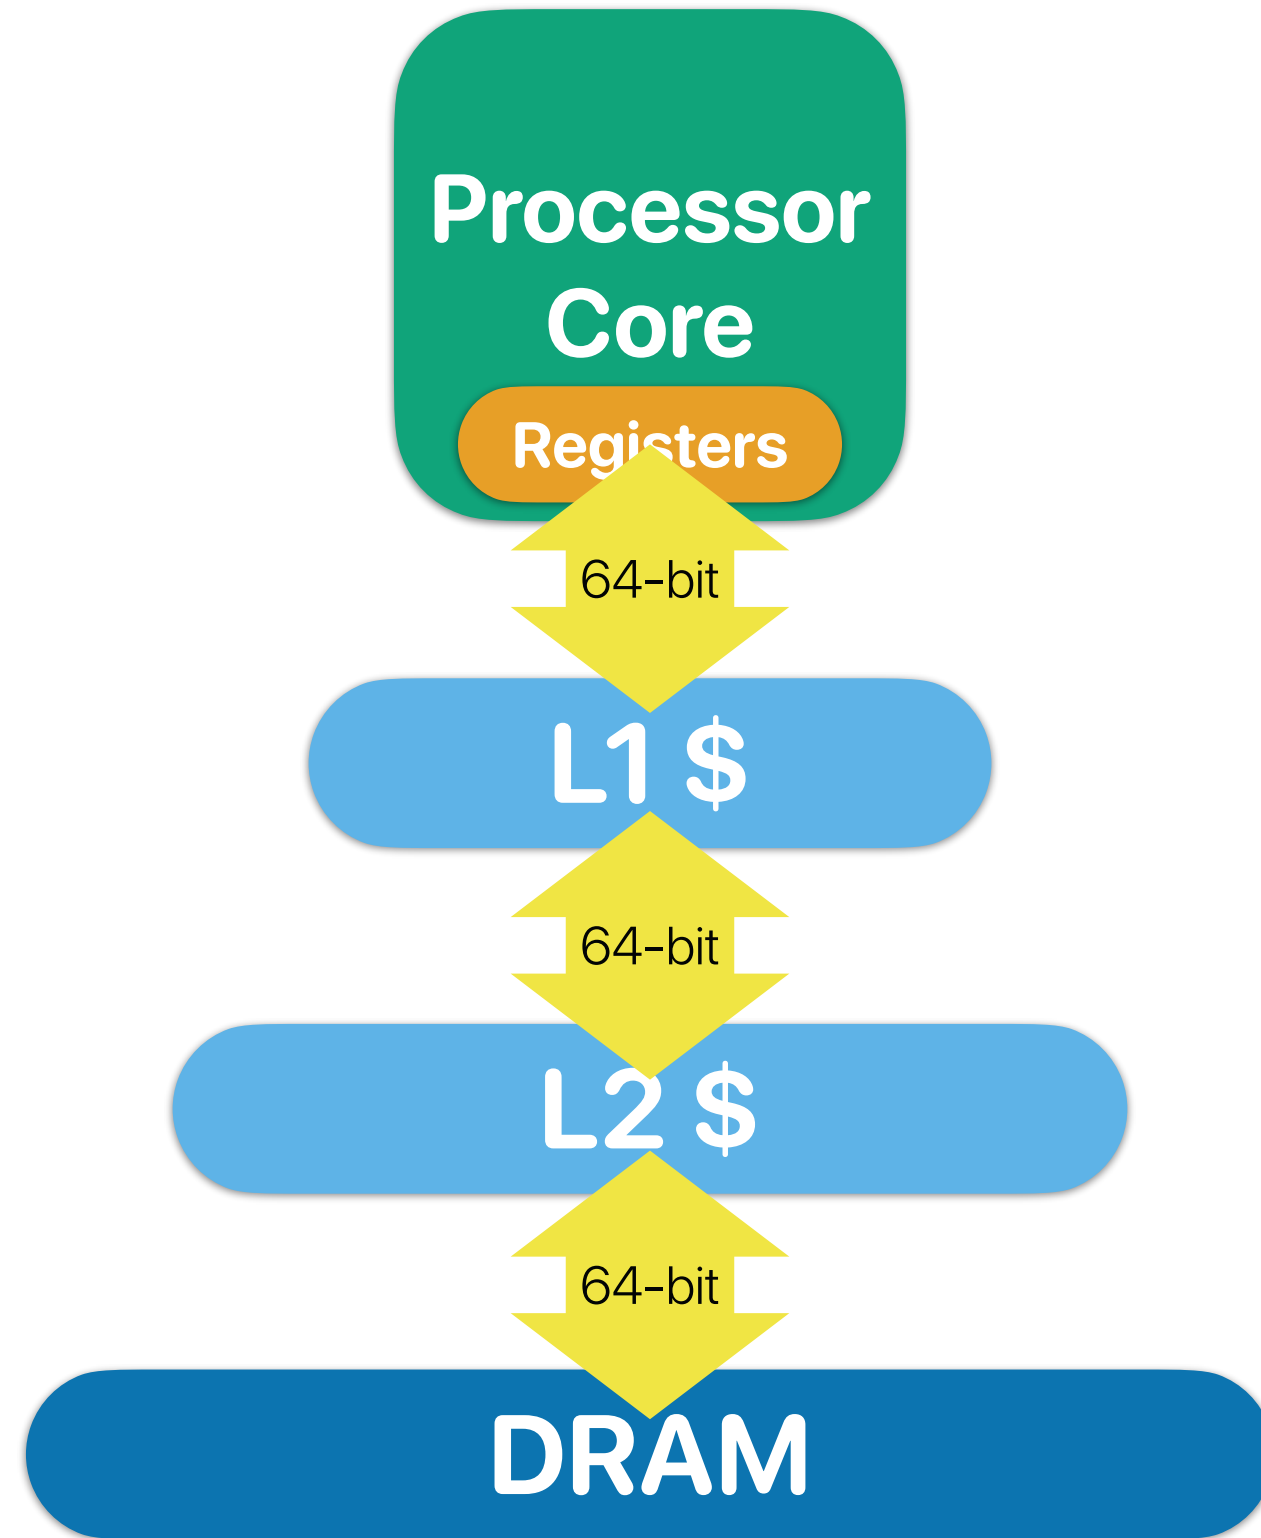 Processor
Core
Registers
64-bit
L1 $
64-bit
L2 $
64-bit
DRAM